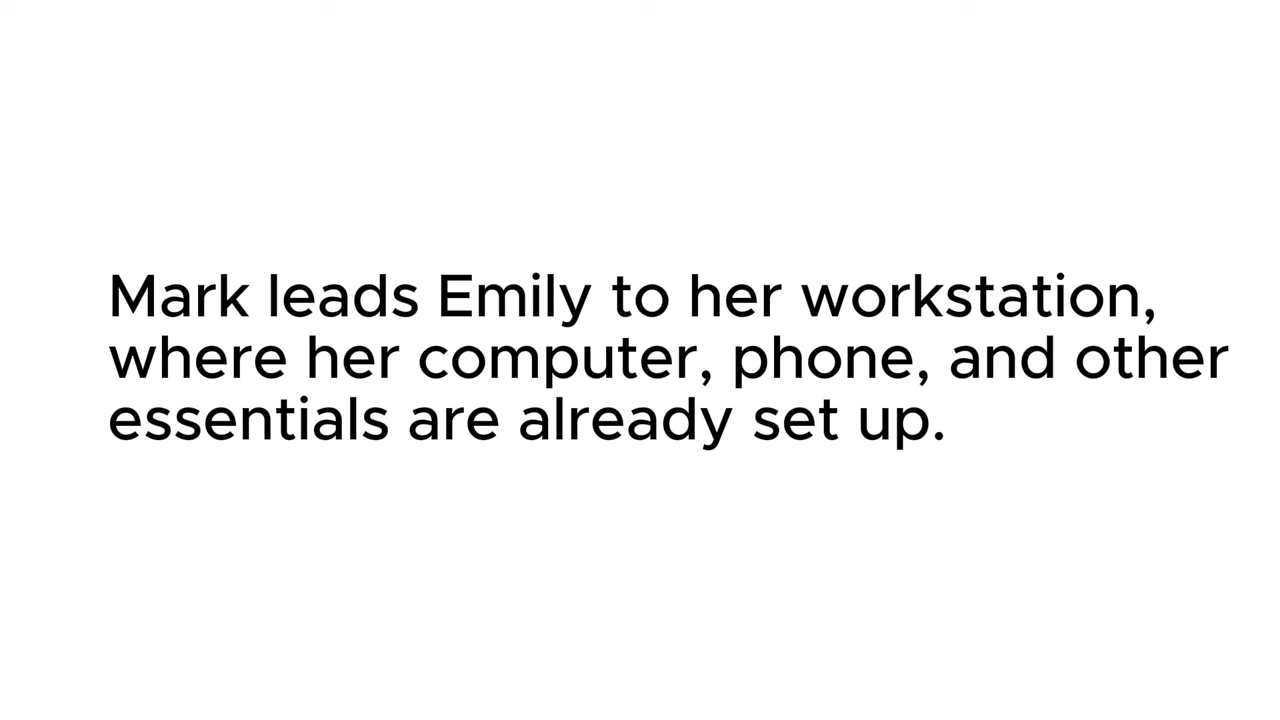 Mark leads Emily to her workstation,
where her computer, phone, and other
essentials are already set up.